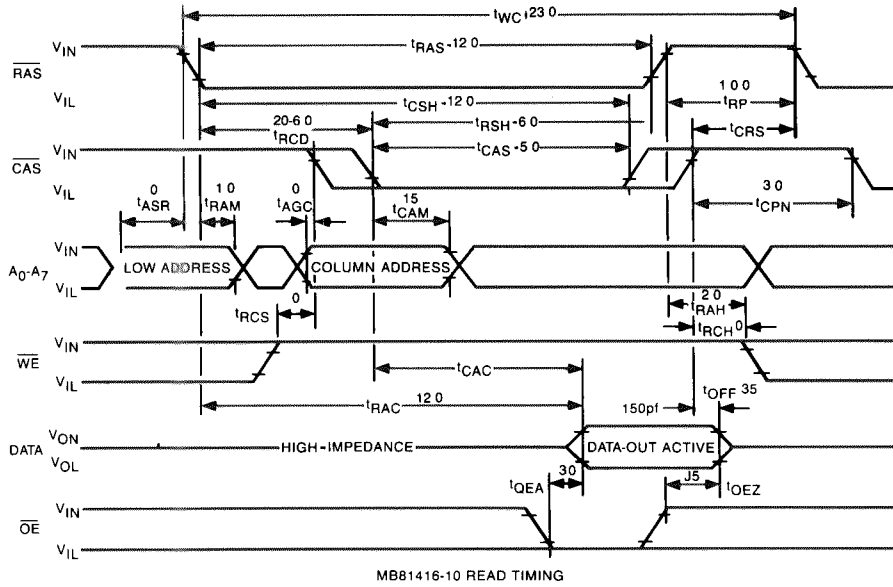 tWC 230
VIN
tRAS-120
RAS
VIL
100
tRP
tCSH-120
20-60
tRCD
tRSH-60
tCRS
VIN
CAS
tCAS-50
VIL
0
tASR
10
tRAM
0
tAGC
15
tCAM
30
tCPN
VIN
A0-A7
LOW ADDRESS
COLUMN ADDRESS
VIL
tRCS
0
20
tRAH
tRCH 0
VIN
WE
VIL
tCAC
tRAC 120
150pf
tOFF 35
VON
DATA
HIGH-IMPEDANCE
DATA-OUT ACTIVE
VOL
tQEA
30
J5
tOEZ
VIN
OE
VIL
MB81416-10 READ TIMING